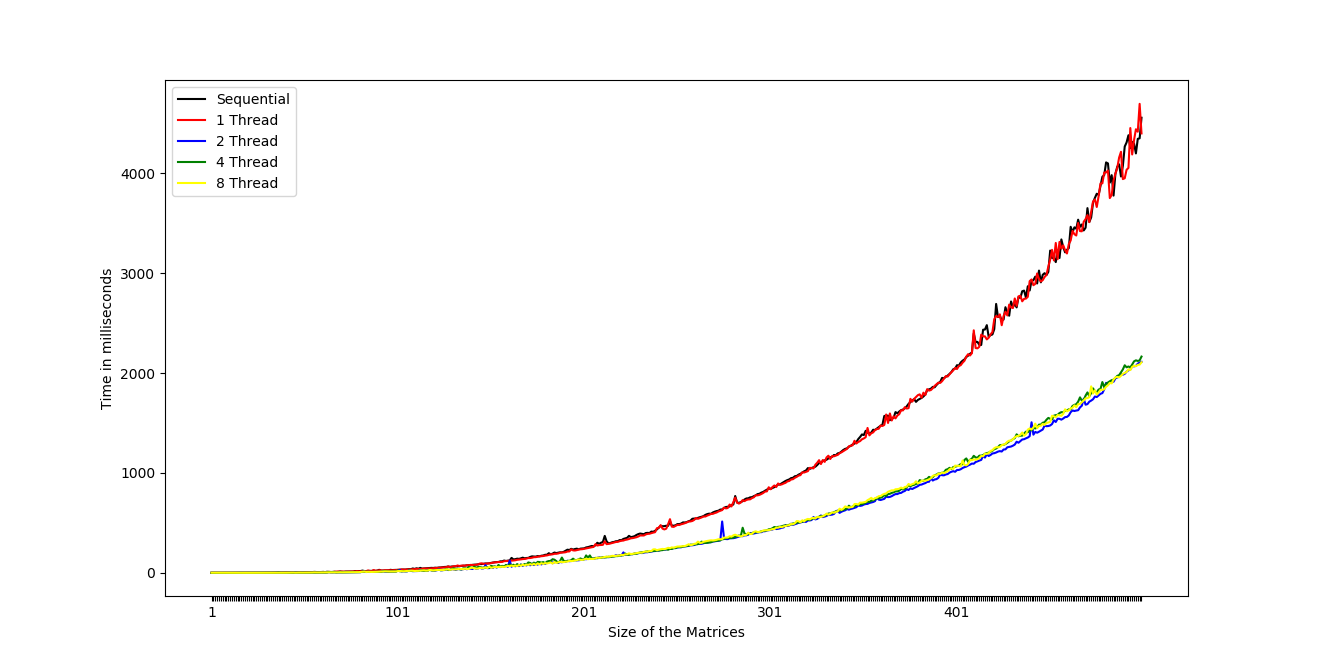 Sequential
1 Thread
2 Thread
4 Thread
8 Thread
Time in milliseconds
4000
3000
2000
1000
0
1 101 201 301 401
Size of the Matrices